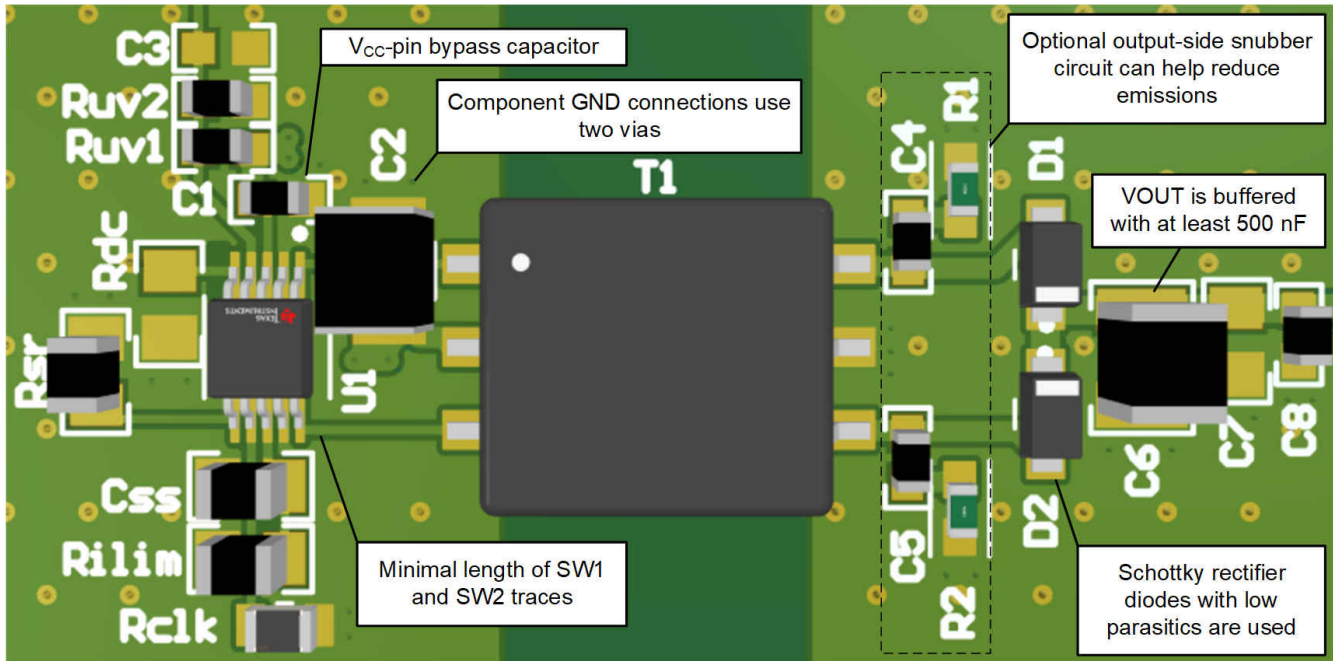 C3
Ruv2
Ruv1
C1
Rdc
Rsr
U1
TEXAS
INSTRUMENTS
Css
Rilim
Rclk
V_CC-pin bypass capacitor
Component GND connections use
two vias
C2
T1
Minimal length of SW1
and SW2 traces
C4
R1
C5
R2
Optional output-side snubber
circuit can help reduce
emissions
D1
VOUT is buffered
with at least 500 nF
D2
C6
C7
C8
Schottky rectifier
diodes with low
parasitics are used